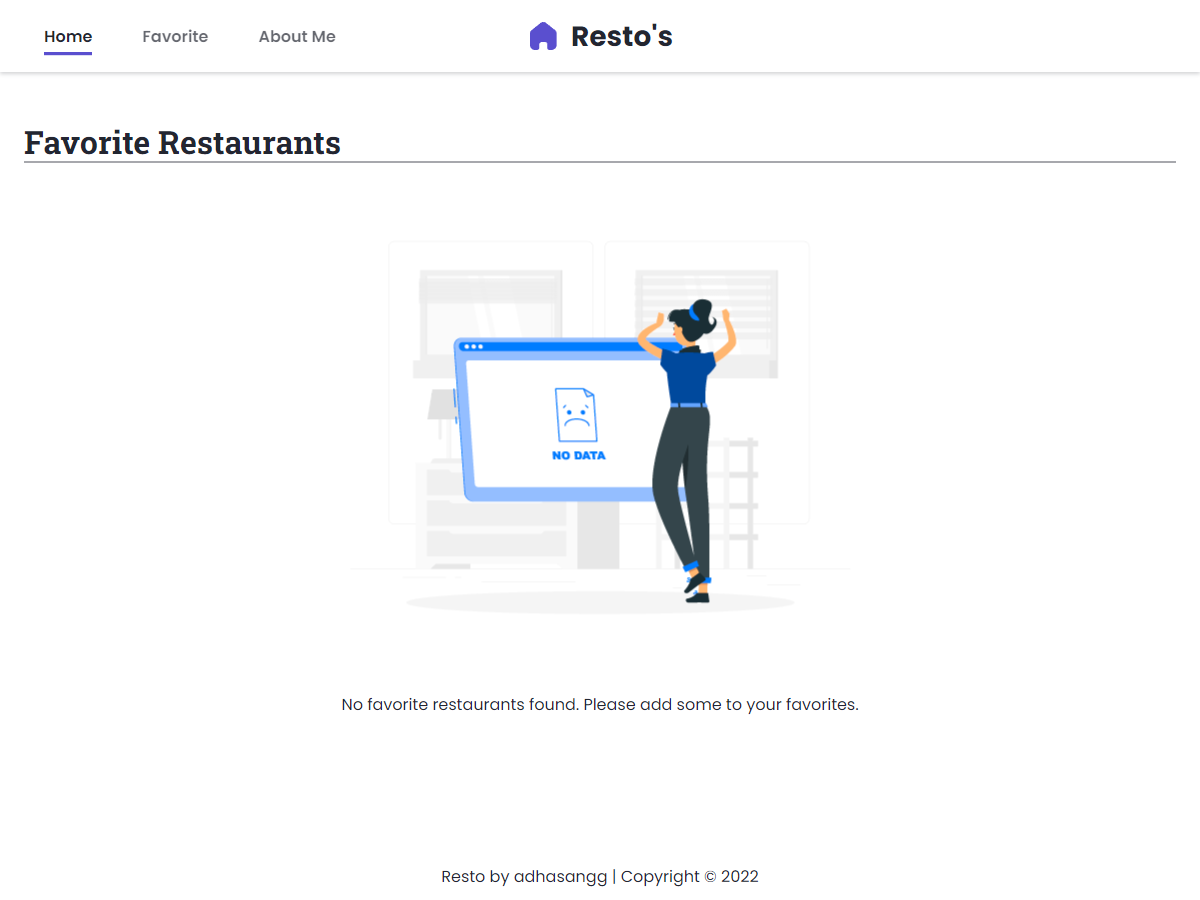 Home Favorite About Me Resto's
Favorite Restaurants
NO DATA
No favorite restaurants found. Please add some to your favorites.
Resto by adhasangg | Copyright © 2022